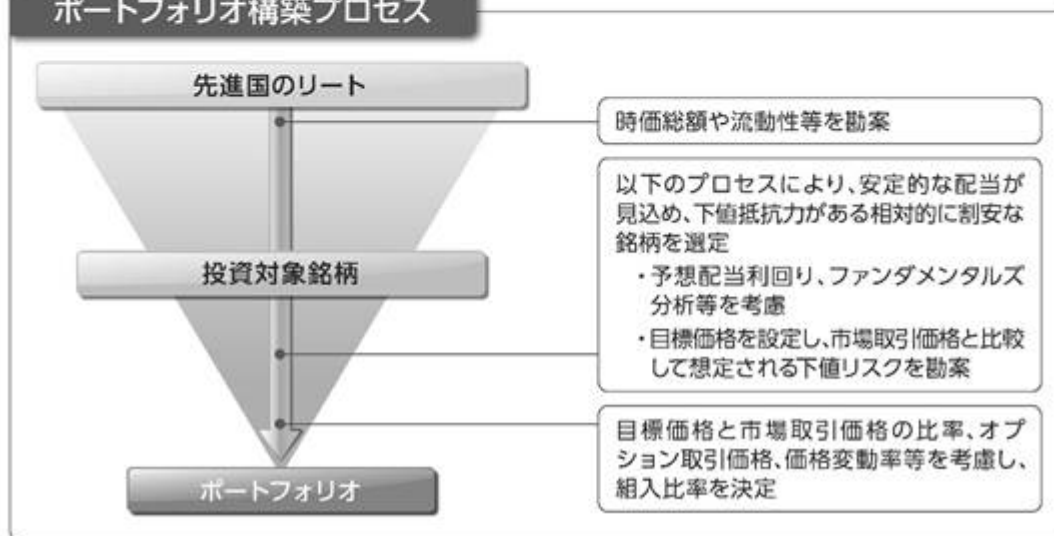 ポートフォリオ構築プロセス
先進国のリート
時価総額や流動性等を勘案
以下のプロセスにより、安定的な配当が
見込め、下値抵抗力がある相対的に割安な
銘柄を選定
・予想配当利回り、ファンダメンタルズ
分析等を考慮
・目標価格を設定し、市場取引価格と比較
して想定される下値リスクを勘案
投資対象銘柄
目標価格と市場取引価格の比率、オプ
ション取引価格、価格変動率等を考慮し、
組入比率を決定
ポートフォリオ